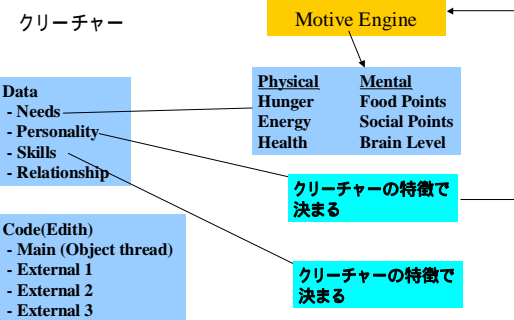 クリーチャー
Motive Engine
Physical Mental
Hunger Food Points
Energy Social Points
Health Brain Level
Data
- Needs
- Personality
- Skills
- Relationship
クリーチャーの特徴で
決まる
Code(Edith)
- Main (Object thread)
- External 1
- External 2
- External 3
クリーチャーの特徴で
決まる